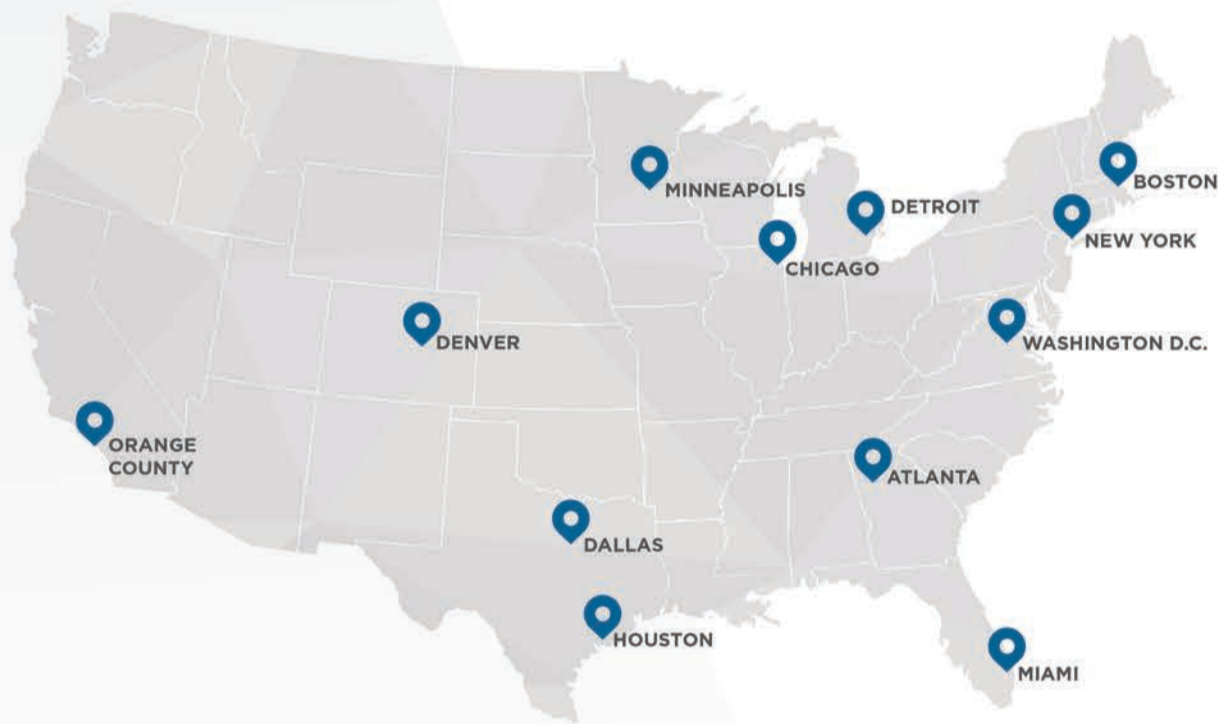 BOSTON
MINNEAPOLIS
DETROIT
NEW YORK
CHICAGO
DENVER
WASHINGTON D.C.
ORANGE
COUNTY
ATLANTA
DALLAS
HOUSTON
MIAMI